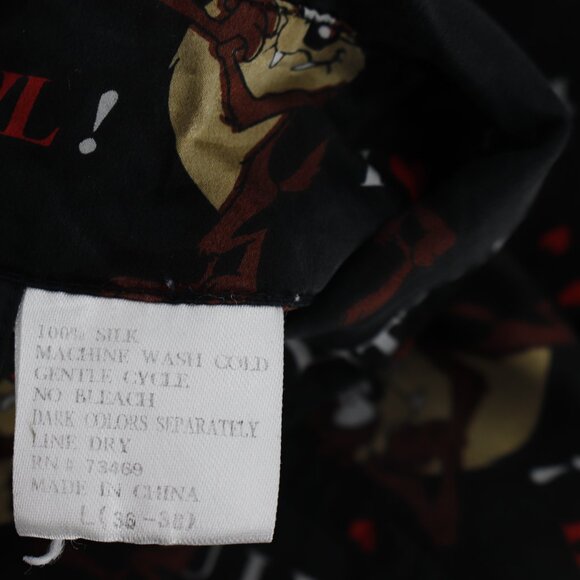 VL!
100% SILK
MACHINE WASH COLD
GENTLE CYCLE
NO BLEACH
DARK COLORS SEPARATELY
LINE DRY
RN# 73469
MADE IN CHINA
L(36-38)